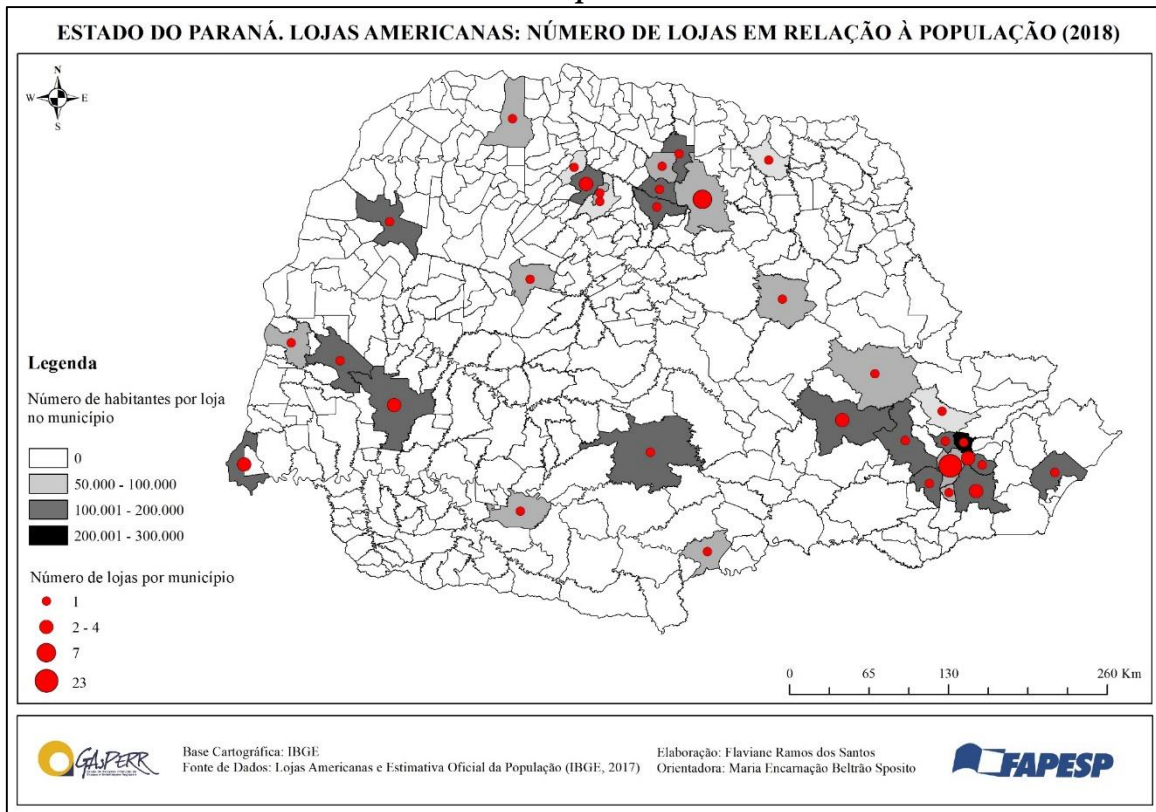 ESTADO DO PARANÁ. LOJAS AMERICANAS: NÚMERO DE LOJAS EM RELAÇÃO À POPULAÇÃO (2018)
N
W E
S
Legenda
Número de habitantes por loja
no município
0
50.000 - 100.000
100.001 - 200.000
200.001 - 300.000
Número de lojas por município
1
2 - 4
7
23
0 65 130 260 Km
GAsPERR
Base Cartográfica: IBGE
Fonte de Dados: Lojas Americanas e Estimativa Oficial da População (IBGE, 2017)
Elaboração: Flaviane Ramos dos Santos
Orientadora: Maria Encarnação Beltrão Sposito
FAPESP